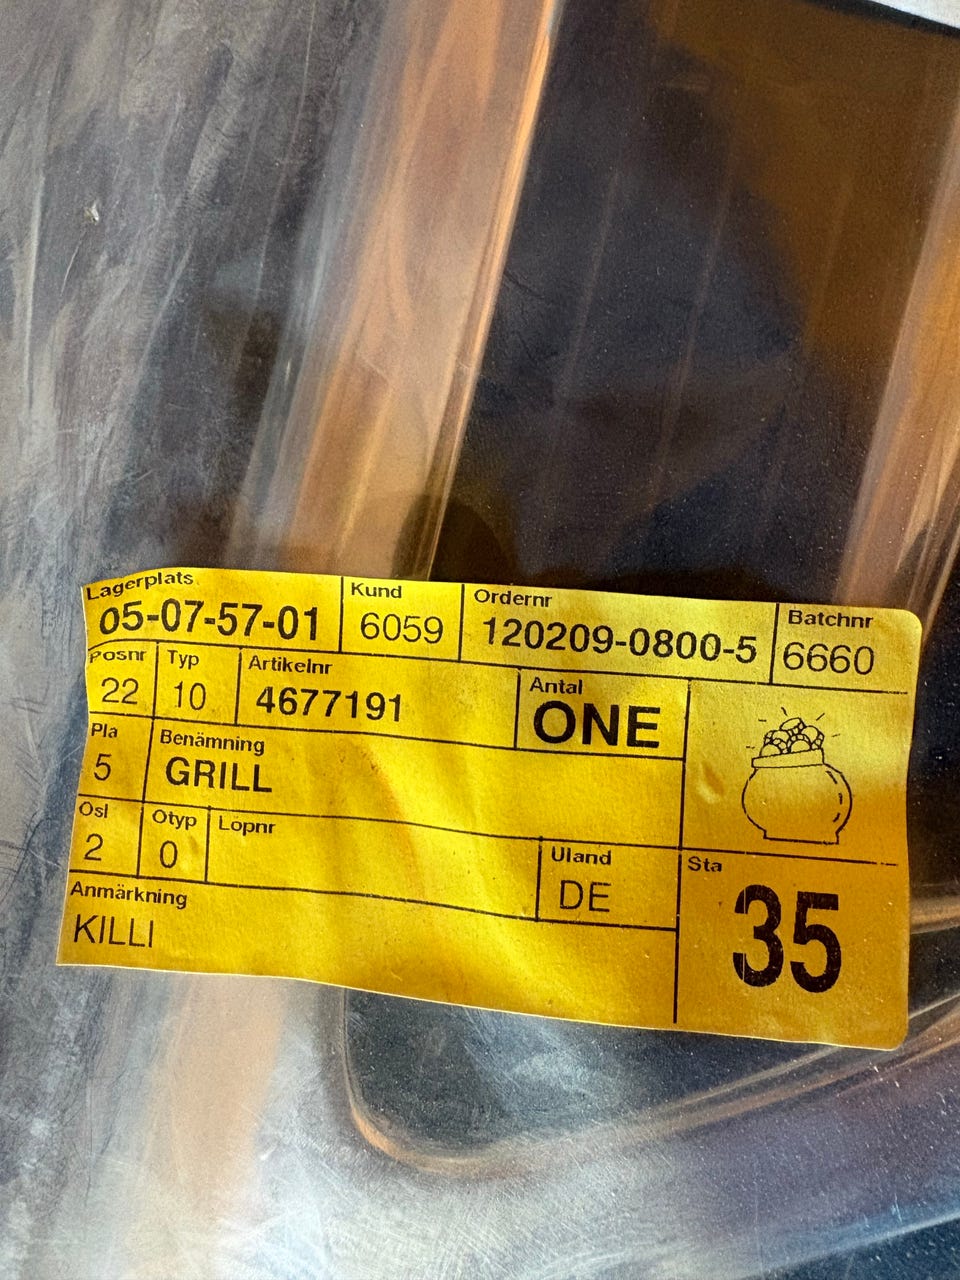 Lagerplats Kund Ordernr Batchnr
05-07-57-01 6059 120209-0800-5 6660
Posnr Typ Artikelnr Antal
22 10 4677191 ONE
Pla Benämning
5 GRILL
Osl Otyp Löpnr Uland Sta
2 0 DE 35
Anmärkning
KILLI